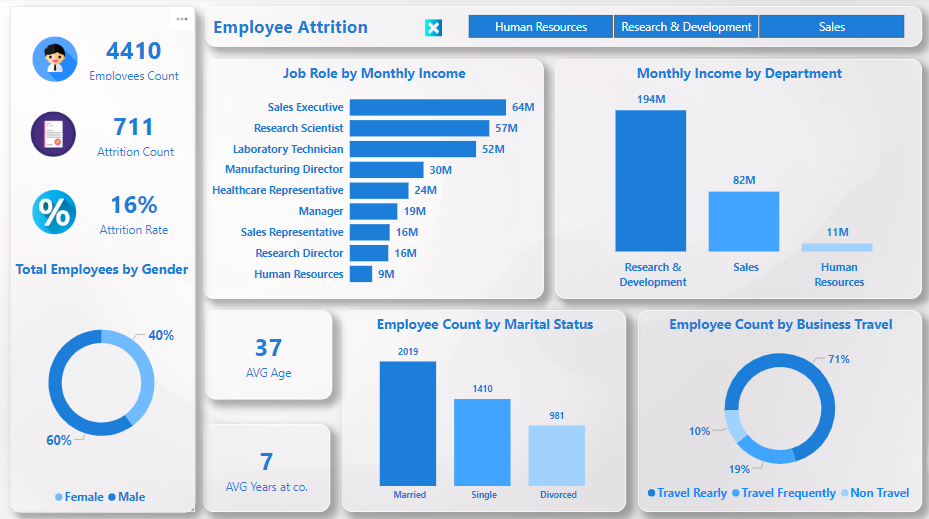 4410
Employees Count
711
Attrition Count
%
16%
Attrition Rate
Total Employees by Gender
40%
60%
Female Male
Employee Attrition
Human Resources Research & Development Sales
Job Role by Monthly Income
Sales Executive 64M
Research Scientist 57M
Laboratory Technician 52M
Manufacturing Director 30M
Healthcare Representative 24M
Manager 19M
Sales Representative 16M
Research Director 16M
Human Resources 9M
Monthly Income by Department
194M
82M
11M
Research &
Development
Sales
Human
Resources
37
AVG Age
7
AVG Years at co.
Employee Count by Marital Status
2019
1410
981
Married Single Divorced
Employee Count by Business Travel
71%
10%
19%
Travel Rearly Travel Frequently Non Travel